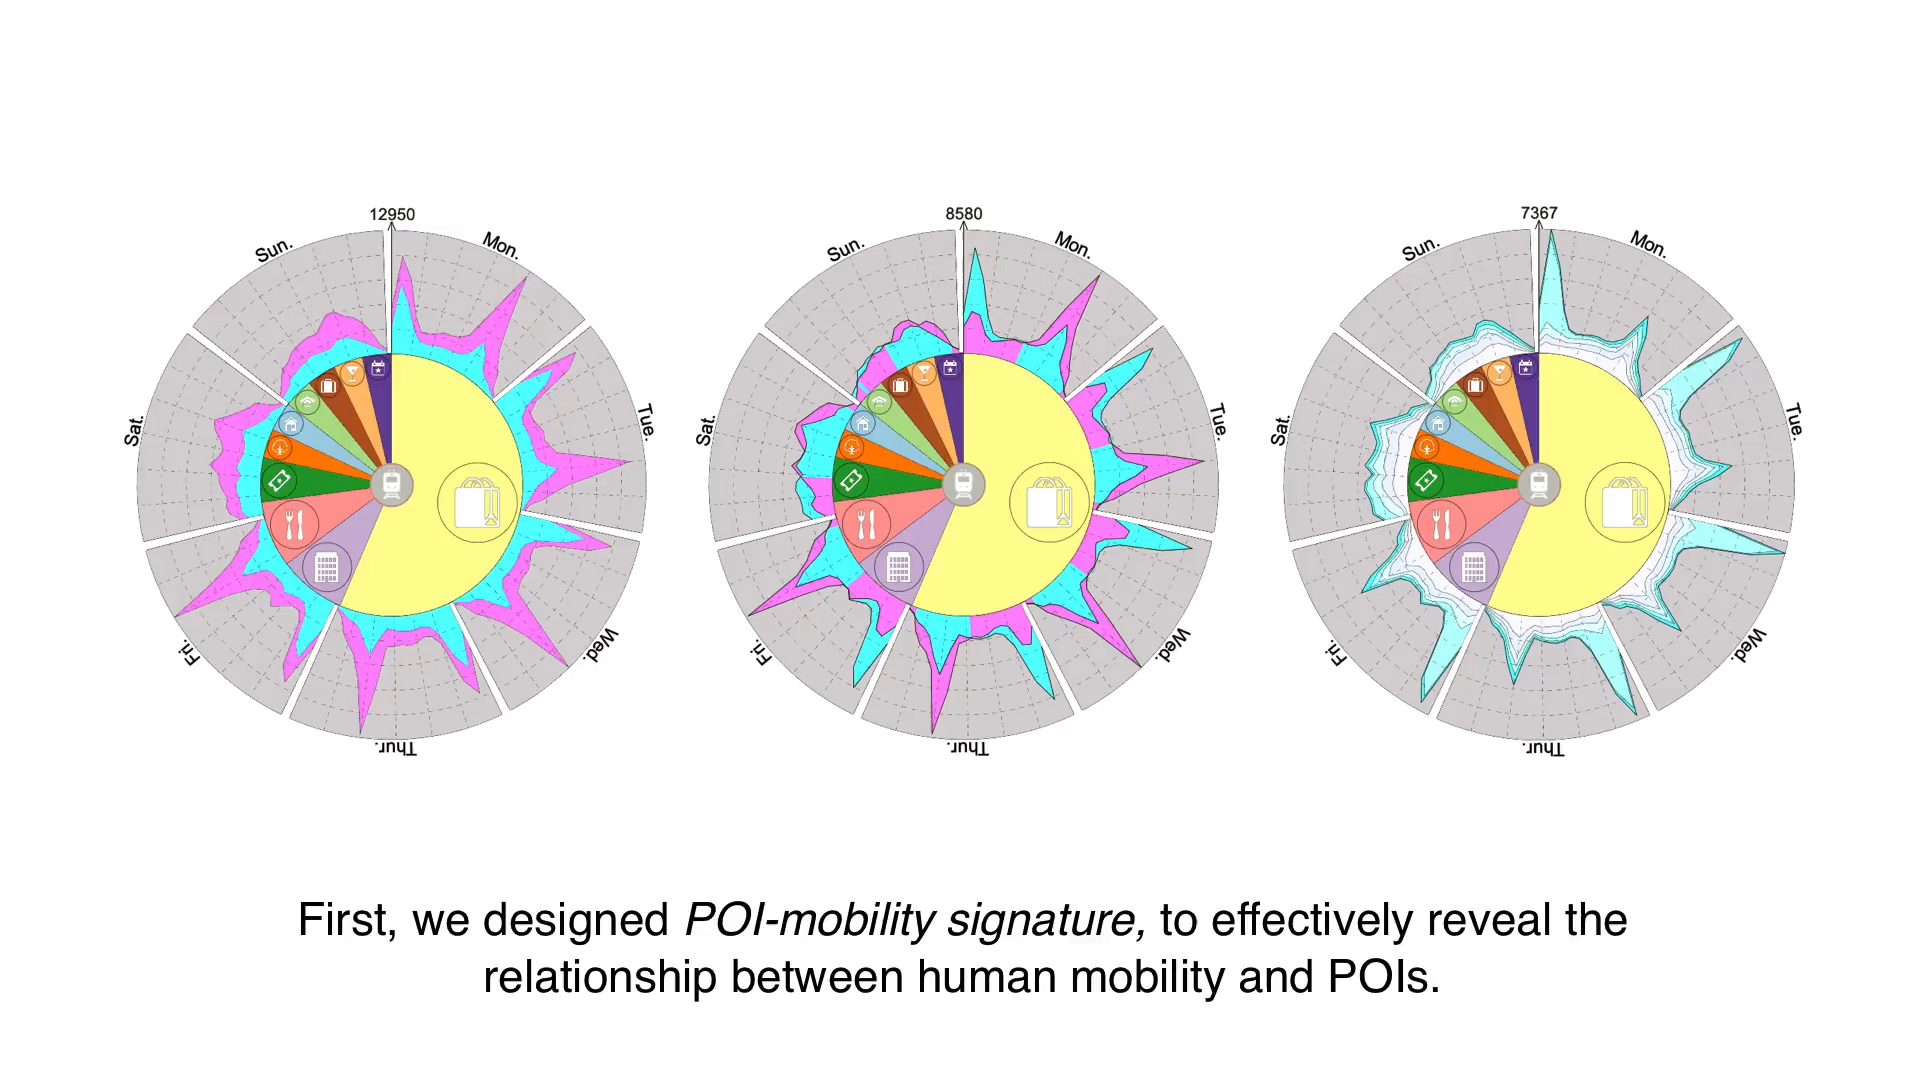 12950
Sun.
Mon.
Tue.
Wed.
Thur.
Fri.
Sat.
8580
Sun.
Mon.
Tue.
Wed.
Thur.
Fri.
Sat.
7367
Sun.
Mon.
Tue.
Wed.
Thur.
Fri.
Sat.
First, we designed POI-mobility signature, to effectively reveal the
relationship between human mobility and POIs.